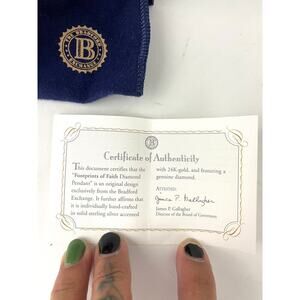 THE BRADFORD
B
EXCHANGE
B
Certificate of Authenticity
This document certifies that the
"Footprints of Faith Diamond
Pendant" is an original design
exclusively from the Bradford
Exchange. It further affirms that
it is individually hand-crafted
in solid sterling silver accented
with 24K-gold, and featuring a
genuine diamond.
ATTESTED:
James P. Gallagher
James P. Gallagher
Director of the Board of Governors